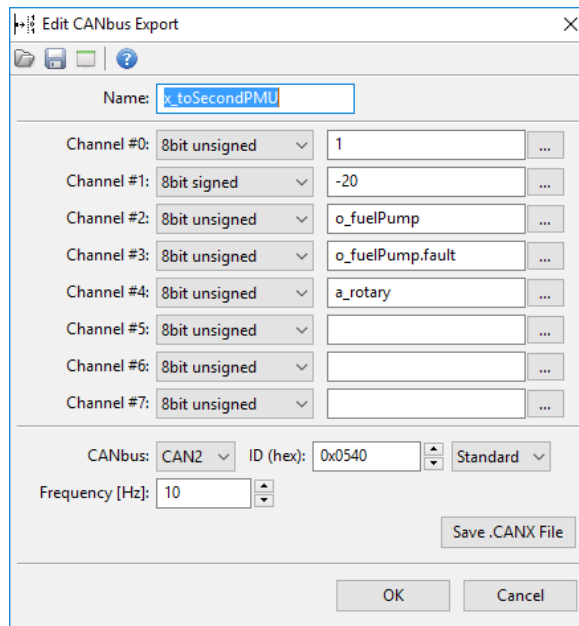 Edit CANbus Export
Name: x_toSecondPMU
Channel #0: 8bit unsigned 1 ...
Channel #1: 8bit signed -20 ...
Channel #2: 8bit unsigned o_fuelPump ...
Channel #3: 8bit unsigned o_fuelPump.fault ...
Channel #4: 8bit unsigned a_rotary ...
Channel #5: 8bit unsigned ...
Channel #6: 8bit unsigned ...
Channel #7: 8bit unsigned ...
CANbus: CAN2 ID (hex): 0x0540 Standard
Frequency [Hz]: 10
Save .CANX File
OK Cancel